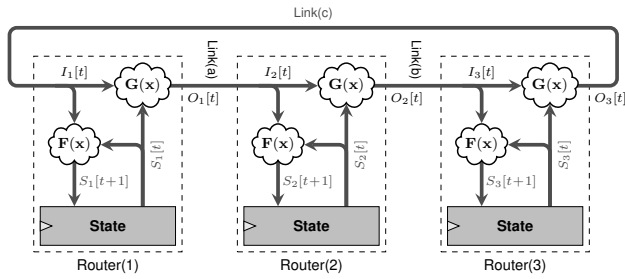 Link(c)
Link(a)
Link(b)
I₁[t]
G(x)
O₁[t]
F(x)
S₁[t]
S₁[t+1]
State
Router(1)
I₂[t]
G(x)
O₂[t]
F(x)
S₂[t]
S₂[t+1]
State
Router(2)
I₃[t]
G(x)
O₃[t]
F(x)
S₃[t]
S₃[t+1]
State
Router(3)